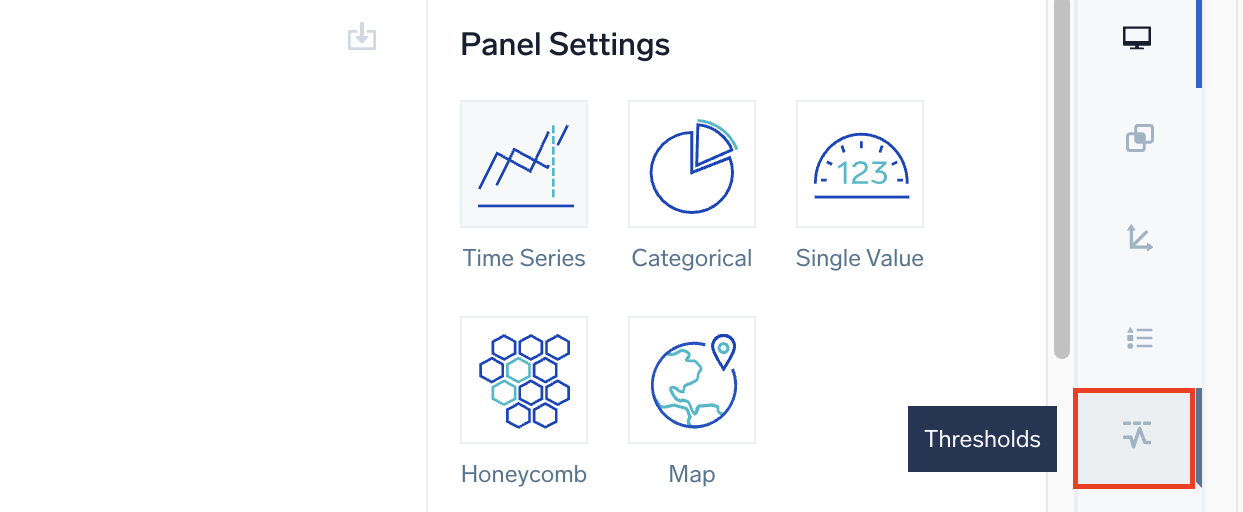 Panel Settings
123
Time Series
Categorical
Single Value
Thresholds
Honeycomb
Map